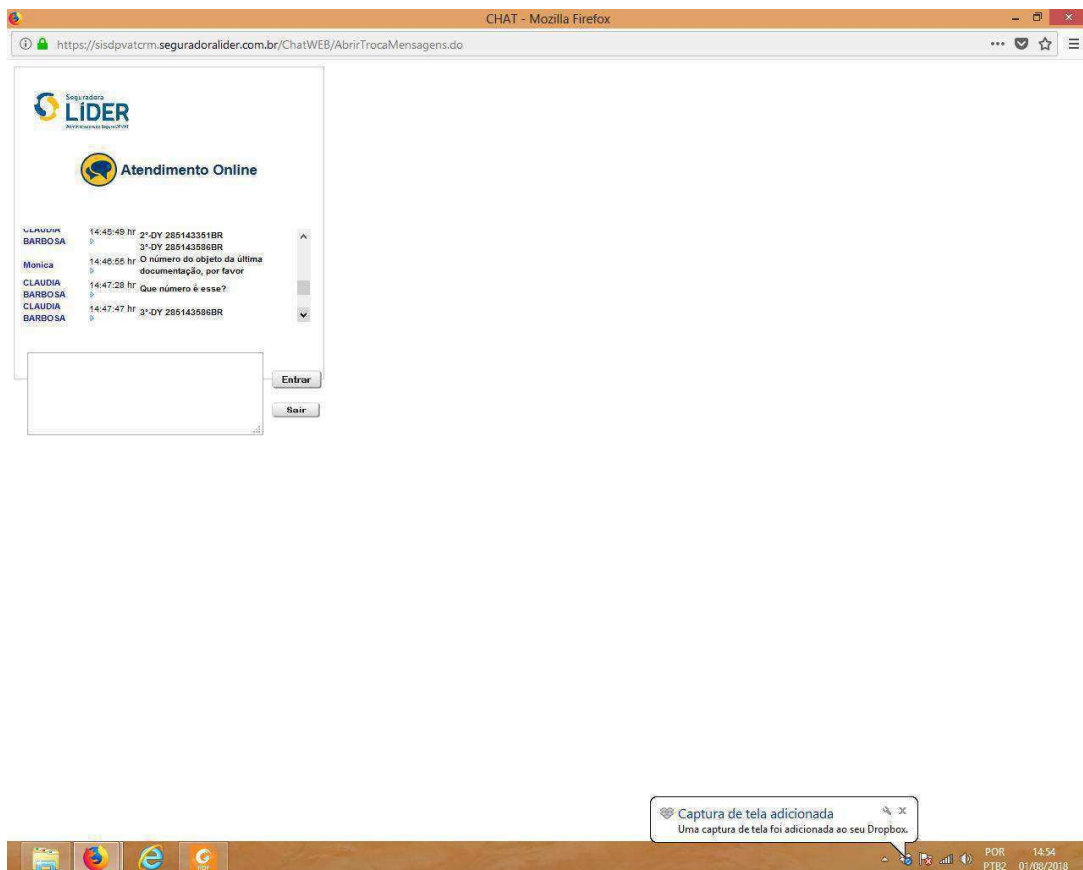 CHAT - Mozilla Firefox
https://sisdpvatcrm.seguradoralider.com.br/ChatWEB/AbrirTrocaMensagens.do
Seguradora
LÍDER
Atendimento Online
CLAUDIA BARBOSA 14:45:49 hr 2°-DY 285143351BR
3°-DY 285143586BR
Monica 14:46:55 hr O número do objeto da última
documentação, por favor
CLAUDIA BARBOSA 14:47:28 hr Que número é esse?
CLAUDIA BARBOSA 14:47:47 hr 3°-DY 285143586BR
Entrar
Sair
Captura de tela adicionada
Uma captura de tela foi adicionada ao seu Dropbox.
POR 14:54
PTB2 01/08/2018